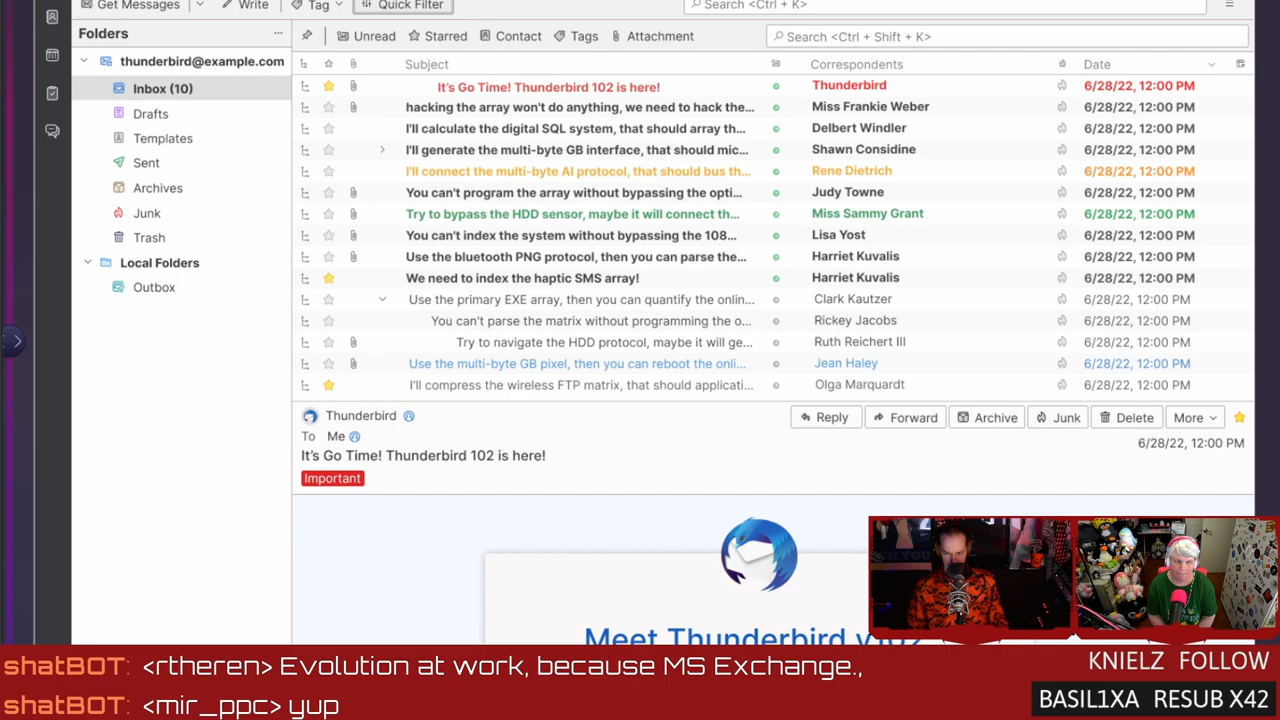 Get Messages Write Tag Quick Filter Search <Ctrl + K>
Folders ...
Unread Starred Contact Tags Attachment Search <Ctrl + Shift + K>
thunderbird@example.com
Inbox (10)
Drafts
Templates
Sent
Archives
Junk
Trash
Local Folders
Outbox
Subject Correspondents Date
It's Go Time! Thunderbird 102 is here! Thunderbird 6/28/22, 12:00 PM
hacking the array won't do anything, we need to hack the... Miss Frankie Weber 6/28/22, 12:00 PM
I'll calculate the digital SQL system, that should array th... Delbert Windler 6/28/22, 12:00 PM
I'll generate the multi-byte GB interface, that should mic... Shawn Considine 6/28/22, 12:00 PM
I'll connect the multi-byte AI protocol, that should bus th... Rene Dietrich 6/28/22, 12:00 PM
You can't program the array without bypassing the opti... Judy Towne 6/28/22, 12:00 PM
Try to bypass the HDD sensor, maybe it will connect th... Miss Sammy Grant 6/28/22, 12:00 PM
You can't index the system without bypassing the 108... Lisa Yost 6/28/22, 12:00 PM
Use the bluetooth PNG protocol, then you can parse the... Harriet Kuvalis 6/28/22, 12:00 PM
We need to index the haptic SMS array! Harriet Kuvalis 6/28/22, 12:00 PM
Use the primary EXE array, then you can quantify the onlin... Clark Kautzer 6/28/22, 12:00 PM
You can't parse the matrix without programming the o... Rickey Jacobs 6/28/22, 12:00 PM
Try to navigate the HDD protocol, maybe it will ge... Ruth Reichert III 6/28/22, 12:00 PM
Use the multi-byte GB pixel, then you can reboot the onli... Jean Haley 6/28/22, 12:00 PM
I'll compress the wireless FTP matrix, that should applicati... Olga Marquardt 6/28/22, 12:00 PM
Thunderbird Reply Forward Archive Junk Delete More
To Me 6/28/22, 12:00 PM
It's Go Time! Thunderbird 102 is here!
Important
Meet Thunderbird v102
shatBOT: <rtheren> Evolution at work, because MS Exchange.,
shatBOT: <mir_ppc> yup
KNIELZ FOLLOW
BASIL1XA RESUB X42